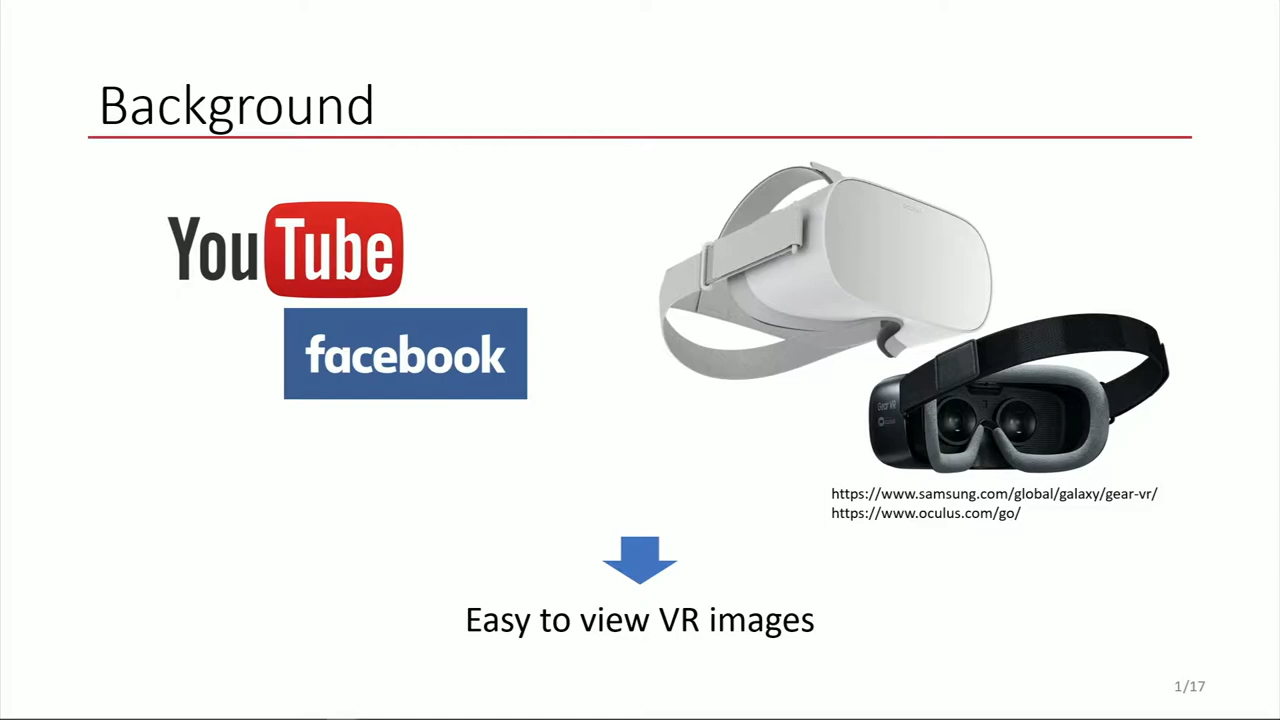 Background
YouTube
facebook
Gear VR
oculus
https://www.samsung.com/global/galaxy/gear-vr/
https://www.oculus.com/go/
Easy to view VR images
1/17